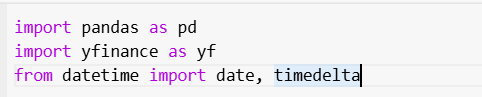 import pandas as pd
import yfinance as yf
from datetime import date, timedelta